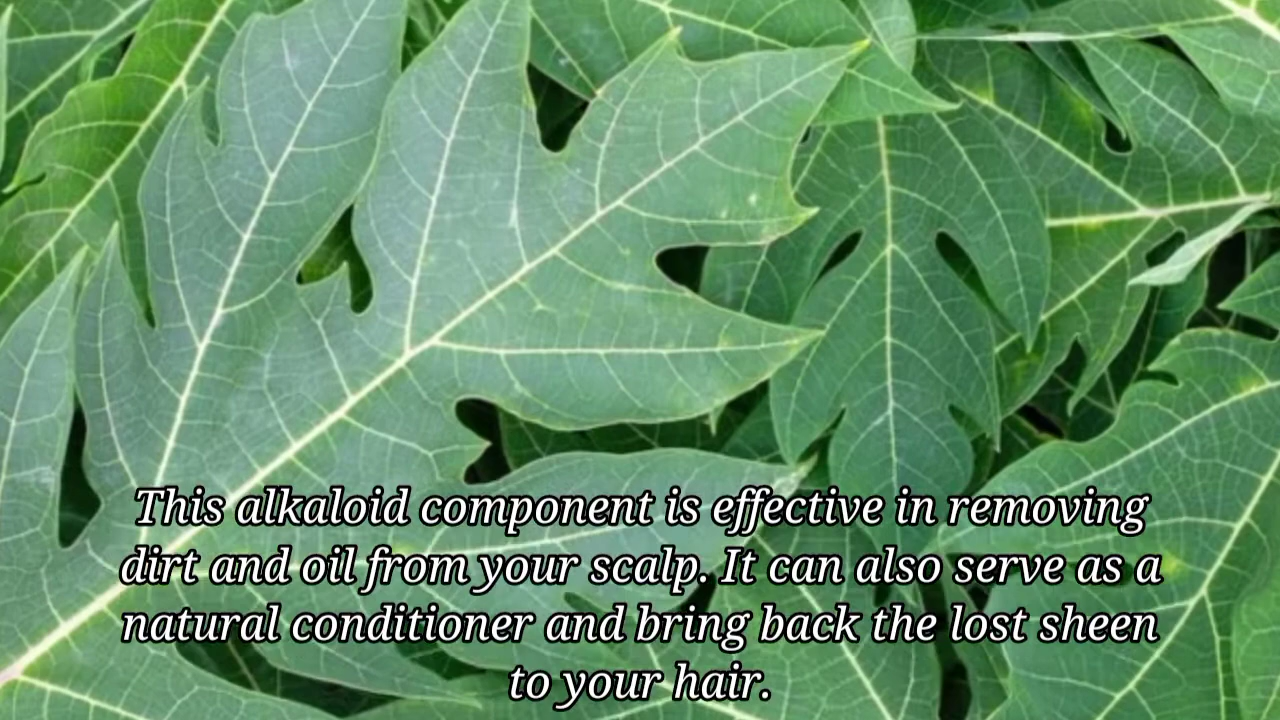 This alkaloid component is effective in removing
dirt and oil from your scalp. It can also serve as a
natural conditioner and bring back the lost sheen
to your hair.